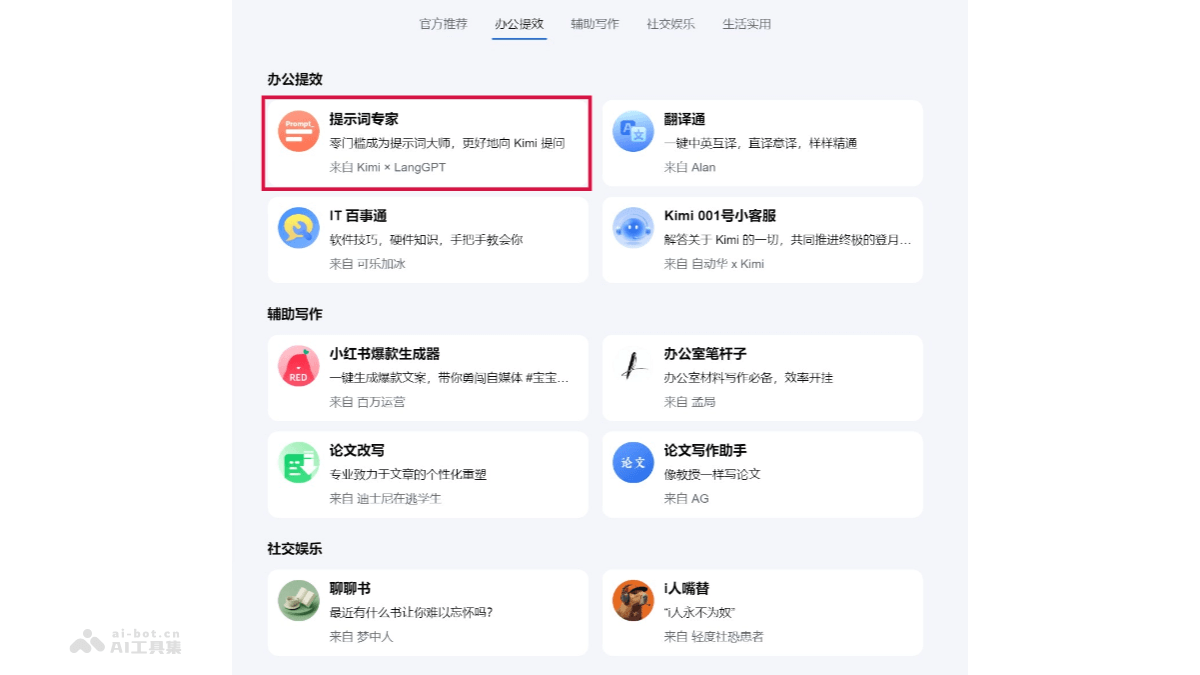 官方推荐 办公提效 辅助写作 社交娱乐 生活实用
办公提效
Prompt_
提示词专家
零门槛成为提示词大师，更好地向 Kimi 提问
来自 Kimi × LangGPT
翻译通
一键中英互译，直译意译，样样精通
来自 Alan
IT 百事通
软件技巧，硬件知识，手把手教会你
来自 可乐加冰
Kimi 001号小客服
解答关于 Kimi 的一切，共同推进终极的登月...
来自 自动华 x Kimi
辅助写作
RED
小红书爆款生成器
一键生成爆款文案，带你勇闯自媒体 #宝宝...
来自 百万运营
办公室笔杆子
办公室材料写作必备，效率开挂
来自 孟局
论文改写
专业致力于文章的个性化重塑
来自 迪士尼在逃学生
论文
论文写作助手
像教授一样写论文
来自 AG
社交娱乐
聊聊书
最近有什么书让你难以忘怀吗？
来自 梦中人
i人嘴替
“i人永不为奴”
来自 轻度社恐患者
ai-bot.cn
AI工具集